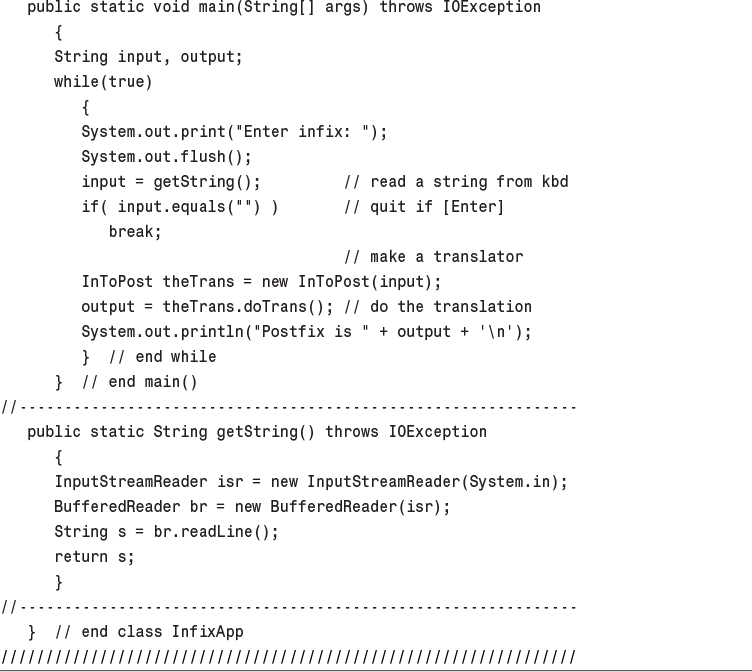 public static void main(String[] args) throws IOException
      {
      String input, output;
      while(true)
         {
         System.out.print("Enter infix: ");
         System.out.flush();
         input = getString();         // read a string from kbd
         if( input.equals("") )       // quit if [Enter]
            break;
                                      // make a translator
         InToPost theTrans = new InToPost(input);
         output = theTrans.doTrans(); // do the translation
         System.out.println("Postfix is " + output + '\n');
         }  // end while
      }  // end main()
//--------------------------------------------------------------
   public static String getString() throws IOException
      {
      InputStreamReader isr = new InputStreamReader(System.in);
      BufferedReader br = new BufferedReader(isr);
      String s = br.readLine();
      return s;
      }
//--------------------------------------------------------------
   }  // end class InfixApp
////////////////////////////////////////////////////////////////